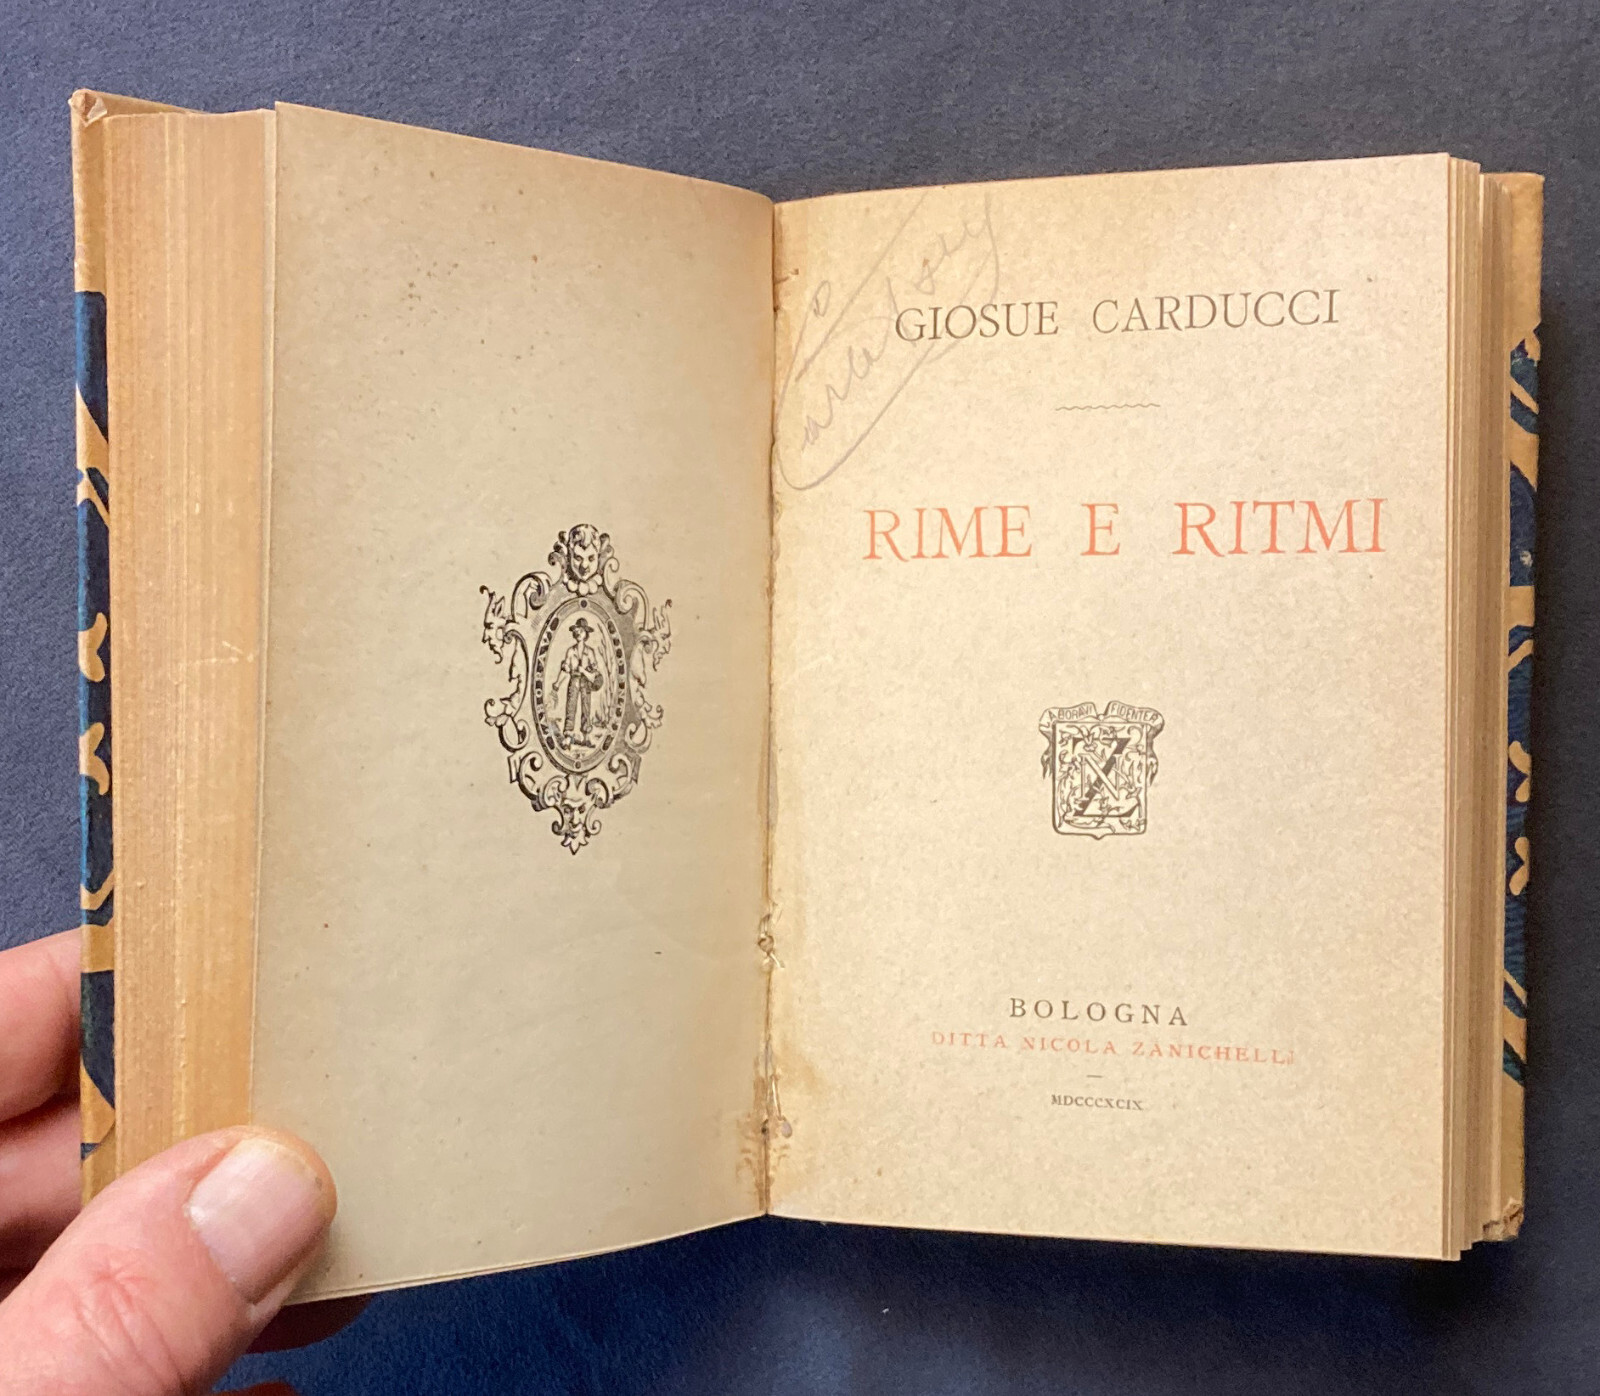 GIOSUE CARDUCCI
RIME E RITMI
LABORAVI FIDENTER
BOLOGNA
DITTA NICOLA ZANICHELLI
MDCCCXCIX